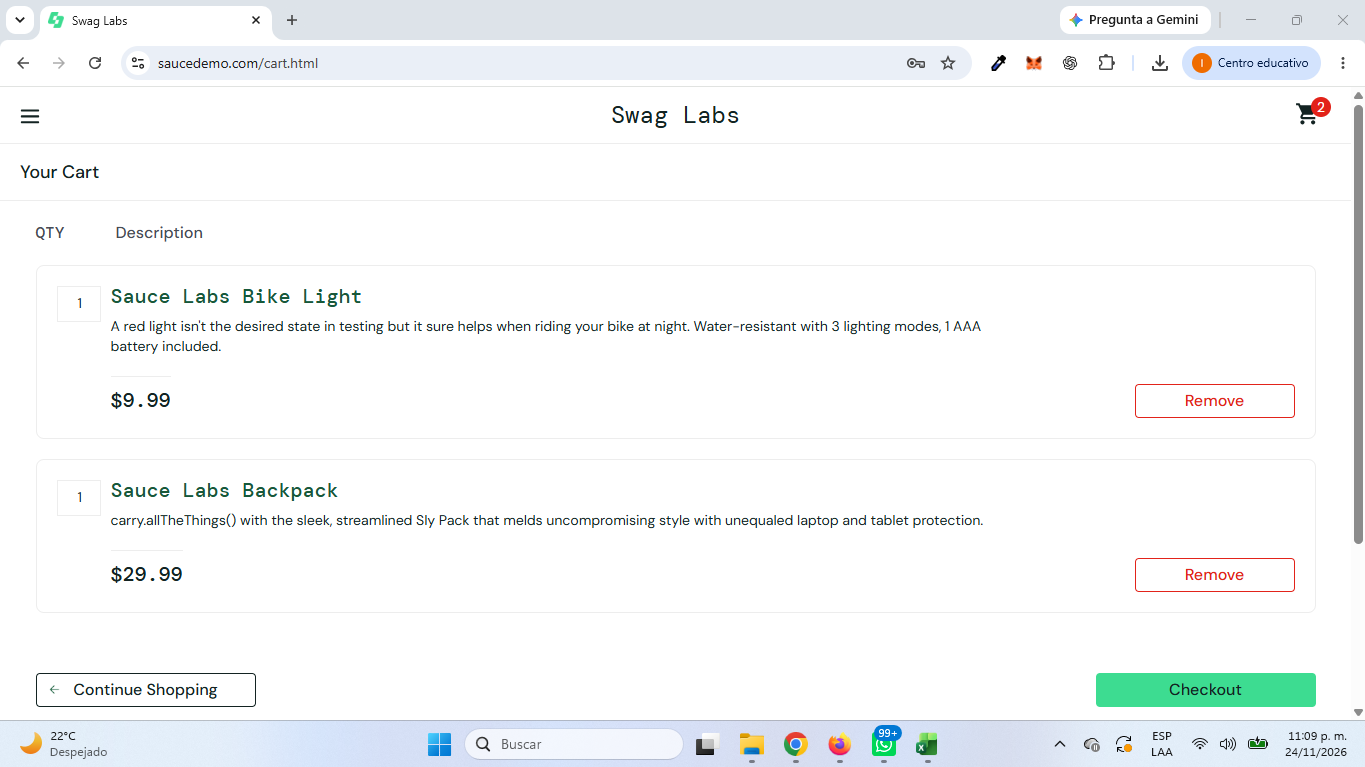 Swag Labs
Pregunta a Gemini
saucedemo.com/cart.html
I
Centro educativo
Swag Labs
2
Your Cart
QTY Description
1
Sauce Labs Bike Light
A red light isn't the desired state in testing but it sure helps when riding your bike at night. Water-resistant with 3 lighting modes, 1 AAA
battery included.
$9.99
Remove
1
Sauce Labs Backpack
carry.allTheThings() with the sleek, streamlined Sly Pack that melds uncompromising style with unequaled laptop and tablet protection.
$29.99
Remove
Continue Shopping
Checkout
22°C
Despejado
Buscar
99+
ESP
LAA
11:09 p. m.
24/11/2026